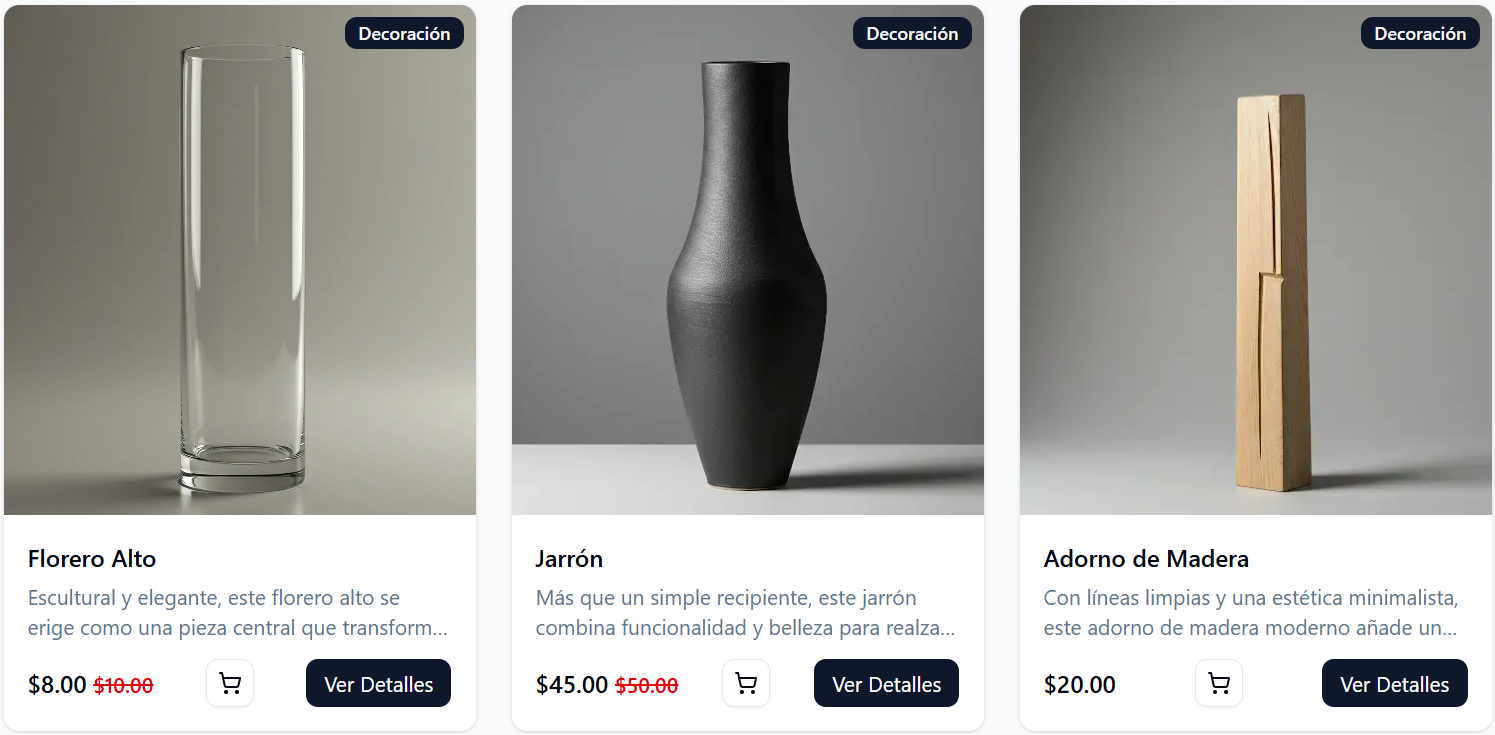 Decoración
Florero Alto
Escultural y elegante, este florero alto se
erige como una pieza central que transform...
$8.00 $10.00
Ver Detalles
Decoración
Jarrón
Más que un simple recipiente, este jarrón
combina funcionalidad y belleza para realza...
$45.00 $50.00
Ver Detalles
Decoración
Adorno de Madera
Con líneas limpias y una estética minimalista,
este adorno de madera moderno añade un...
$20.00
Ver Detalles